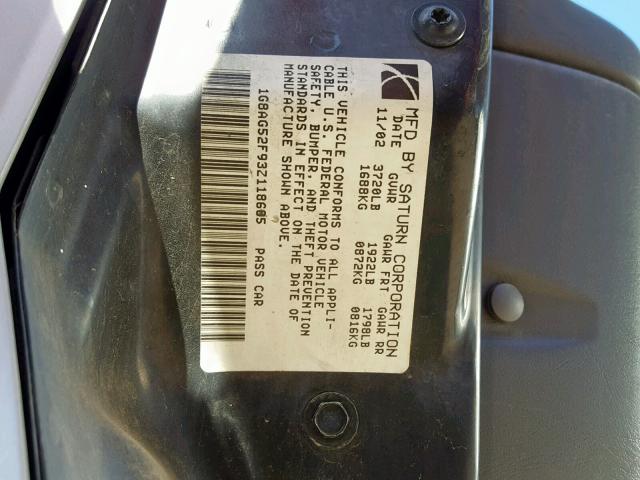 MFD BY SATURN CORPORATION
DATE GVWR GAWR FRT GAWR RR
11/02 3720LB 1922LB 1798LB
1688KG 0872KG 0816KG
THIS VEHICLE CONFORMS TO ALL APPLI-
CABLE U.S. FEDERAL MOTOR VEHICLE
SAFETY, BUMPER, AND THEFT PREVENTION
STANDARDS IN EFFECT ON THE DATE OF
MANUFACTURE SHOWN ABOVE.
1G8AG52F93Z118605 PASS CAR